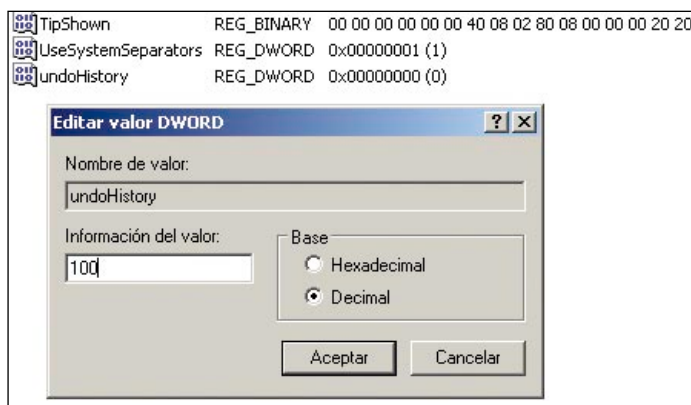 TipShown REG_BINARY 00 00 00 00 00 00 40 08 02 80 08 00 00 00 20 20
UseSystemSeparators REG_DWORD 0x00000001 (1)
undoHistory REG_DWORD 0x00000000 (0)
Editar valor DWORD
Nombre de valor:
undoHistory
Información del valor:
100
Base
Hexadecimal
Decimal
Aceptar Cancelar